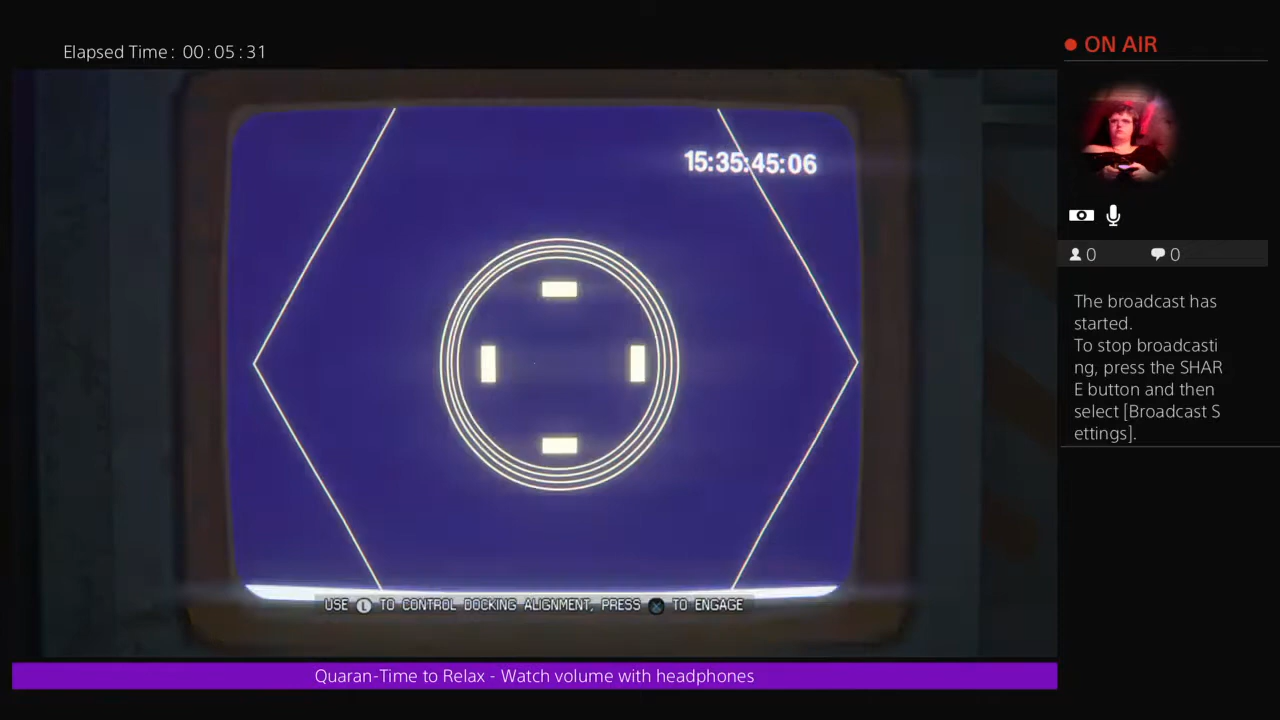 Elapsed Time: 00:05:31
ON AIR
15:35:45:06
0 0
The broadcast has
started.
To stop broadcasti
ng, press the SHAR
E button and then
select [Broadcast S
ettings].
USE L TO CONTROL DOCKING ALIGNMENT, PRESS X TO ENGAGE
Quaran-Time to Relax - Watch volume with headphones